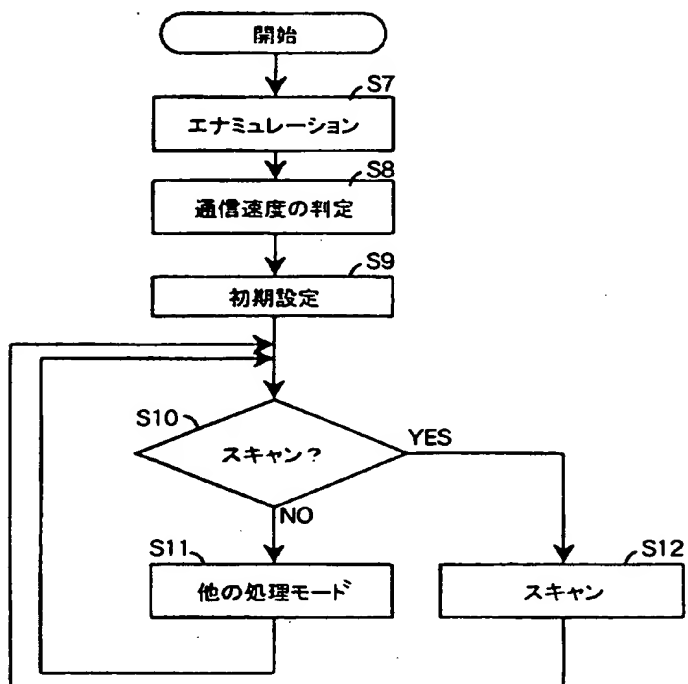 開始
S7
エナミュレーション
S8
通信速度の判定
S9
初期設定
S10
スキャン?
YES
NO
S11
他の処理モード
S12
スキャン